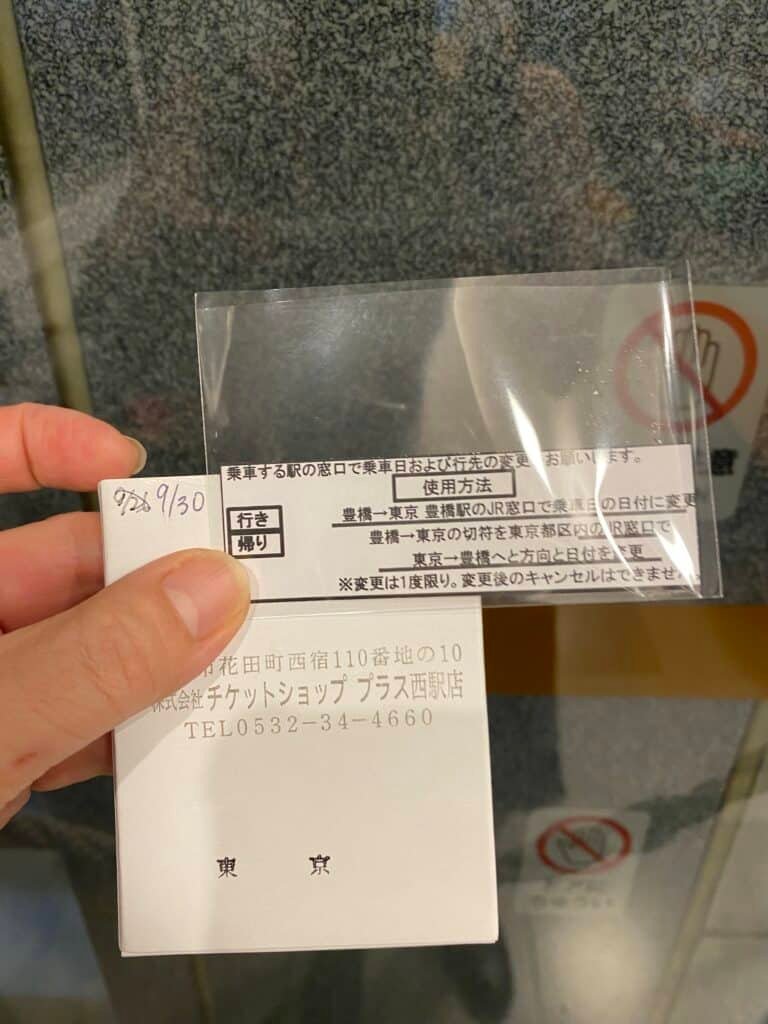 9/30
乗車する駅の窓口で乗車日および行先の変更をお願いします。
使用方法
行き
豊橋→東京 豊橋駅のJR窓口で乗車日の日付に変更
帰り
豊橋→東京の切符を東京都区内のJR窓口で
東京→豊橋へと方向と日付を変更
※変更は1度限り。変更後のキャンセルはできません。
市花田町西宿110番地の10
株式会社チケットショップ プラス西駅店
TEL0532-34-4660
東 京